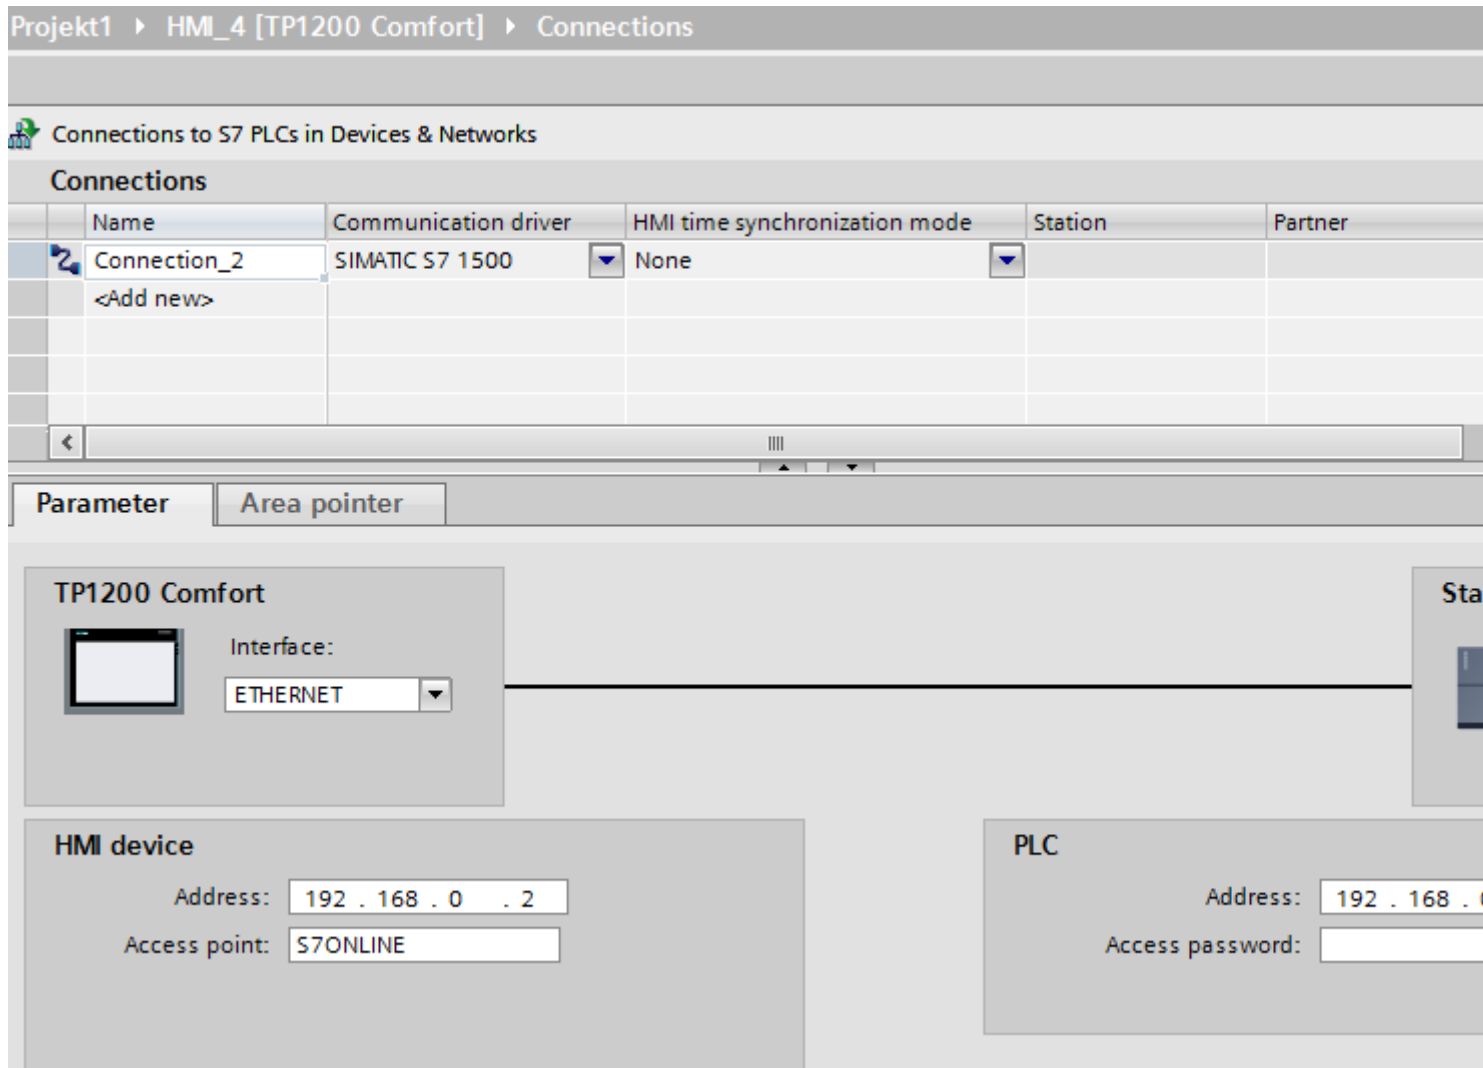 Projekt1 ▸ HMI_4 [TP1200 Comfort] ▸ Connections
Connections to S7 PLCs in Devices & Networks
Connections
Name Communication driver HMI time synchronization mode Station Partner
Connection_2 SIMATIC S7 1500 None
<Add new>
Parameter Area pointer
TP1200 Comfort Sta
Interface:
ETHERNET
HMI device PLC
Address: 192 . 168 . 0 . 2 Address: 192 . 168 .
Access point: S7ONLINE Access password: